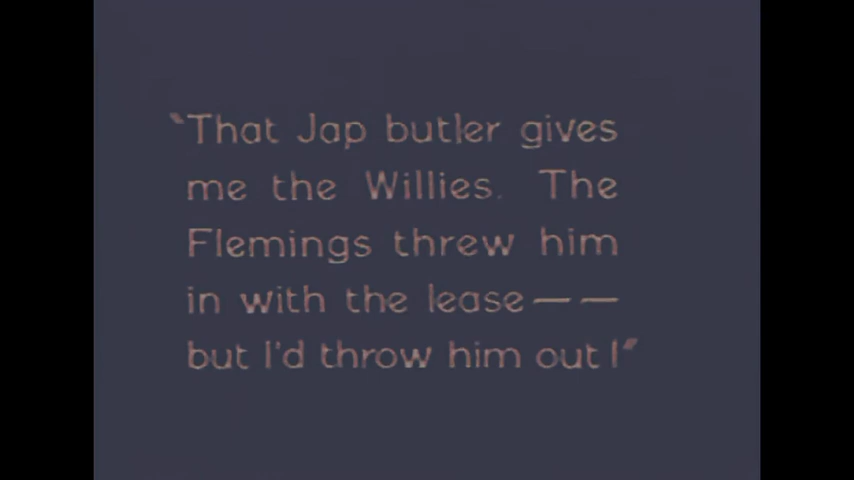 "That Jap butler gives
me the Willies. The
Flemings threw him
in with the lease — —
but I'd throw him out!"